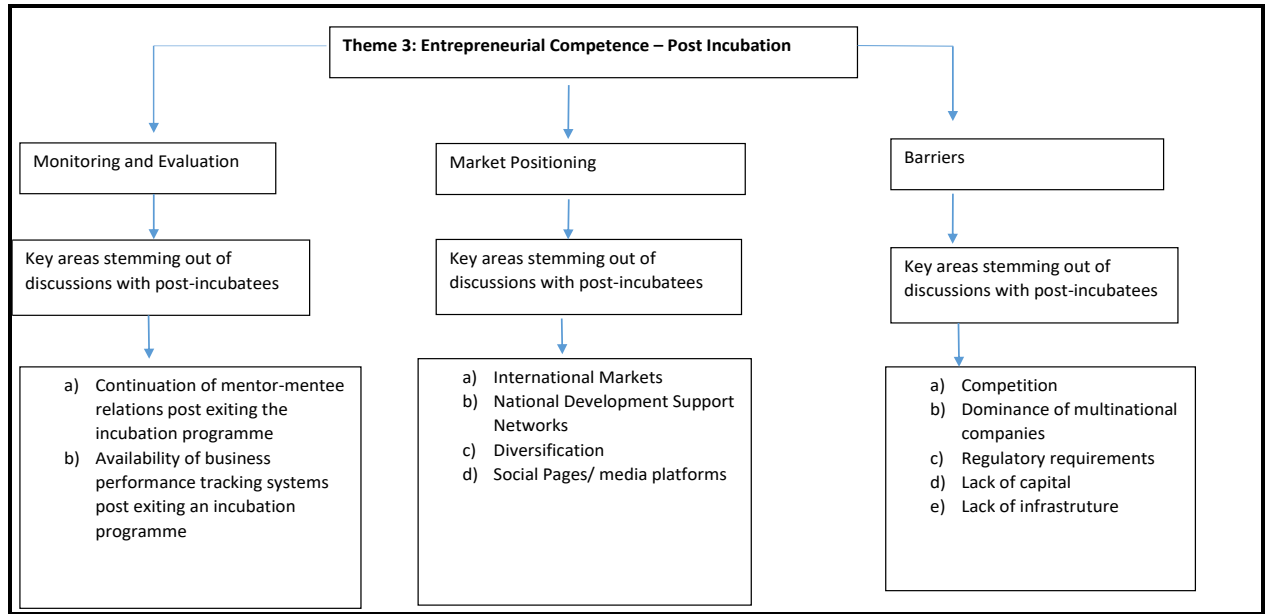 Theme 3: Entrepreneurial Competence – Post Incubation
Monitoring and Evaluation
Key areas stemming out of
discussions with post-incubatees
a) Continuation of mentor-mentee
relations post exiting the
incubation programme
b) Availability of business
performance tracking systems
post exiting an incubation
programme
Market Positioning
Key areas stemming out of
discussions with post-incubatees
a) International Markets
b) National Development Support
Networks
c) Diversification
d) Social Pages/ media platforms
Barriers
Key areas stemming out of
discussions with post-incubatees
a) Competition
b) Dominance of multinational
companies
c) Regulatory requirements
d) Lack of capital
e) Lack of infrastruture